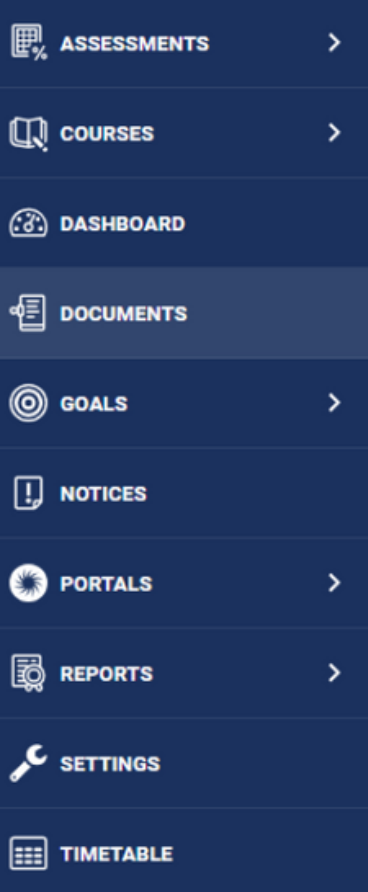 ASSESSMENTS
COURSES
DASHBOARD
DOCUMENTS
GOALS
NOTICES
PORTALS
REPORTS
SETTINGS
TIMETABLE